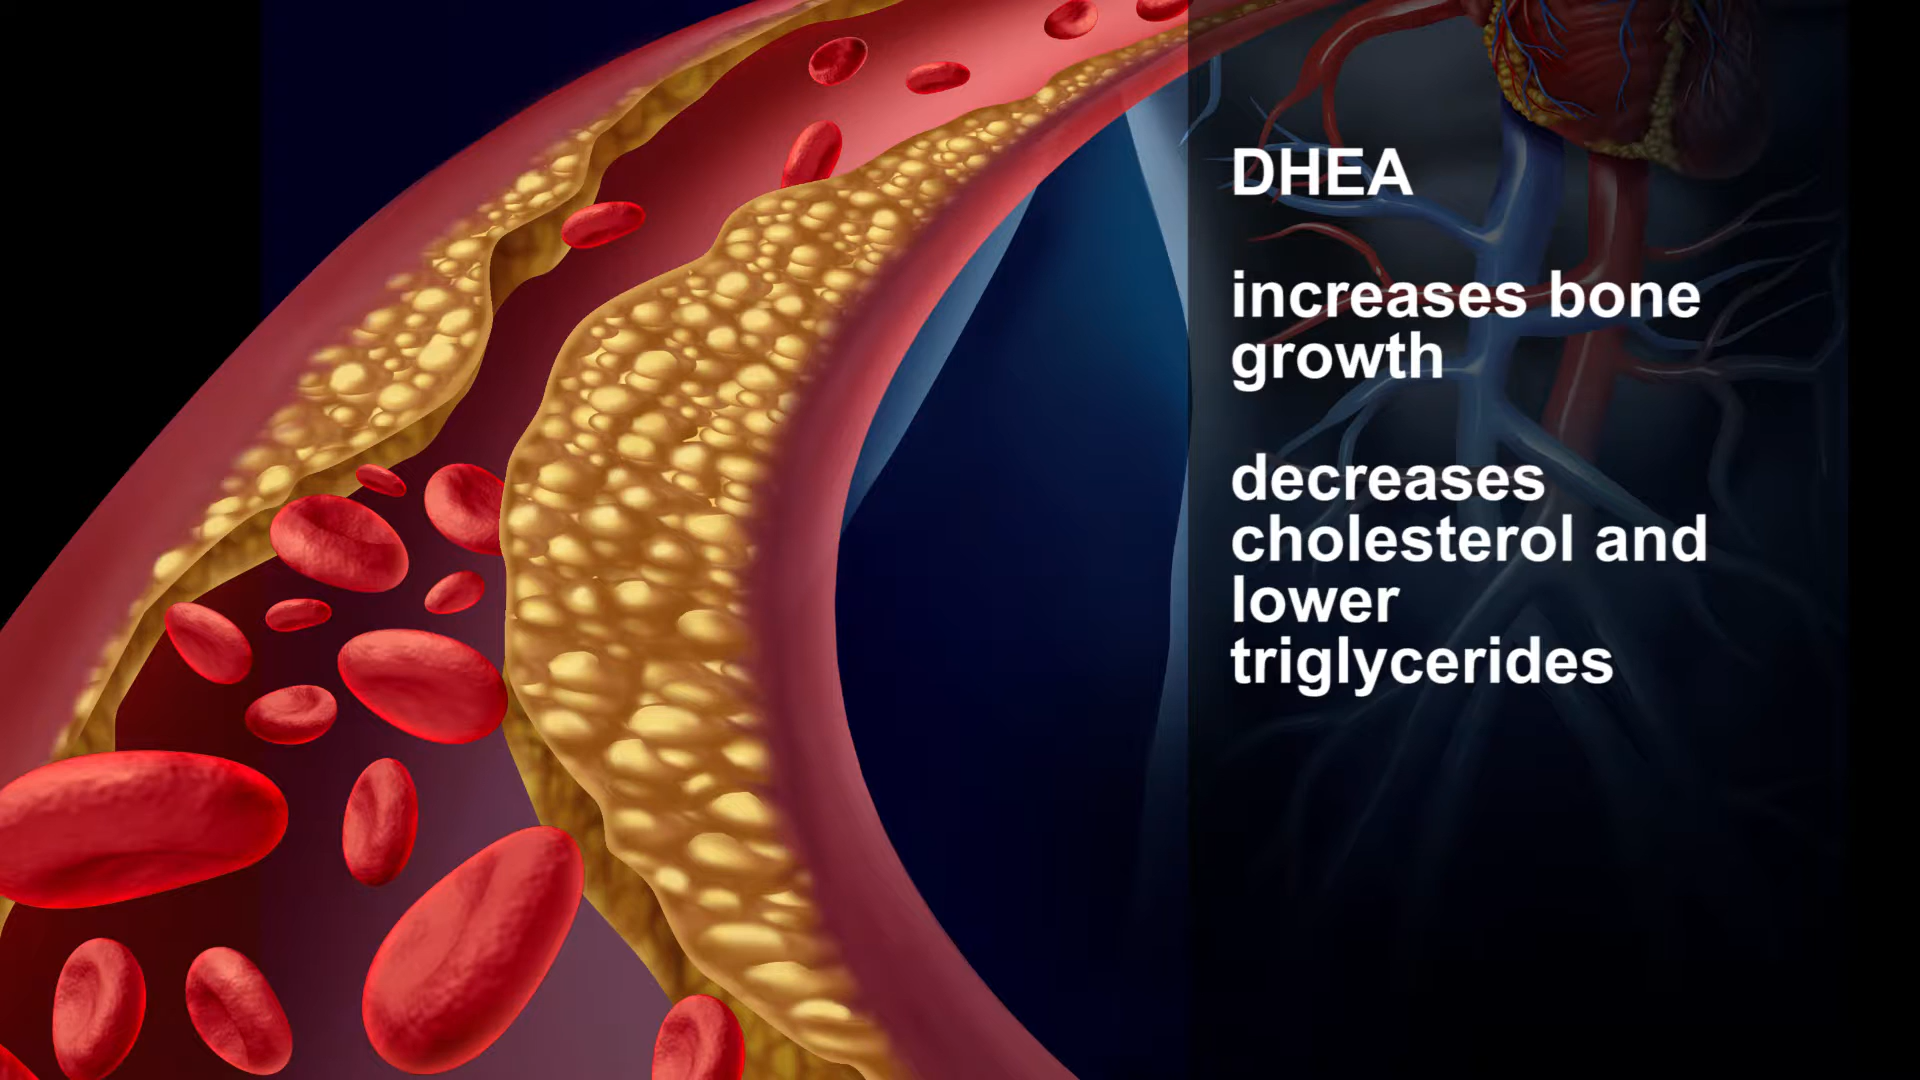 DHEA
increases bone
growth
decreases
cholesterol and
lower
triglycerides